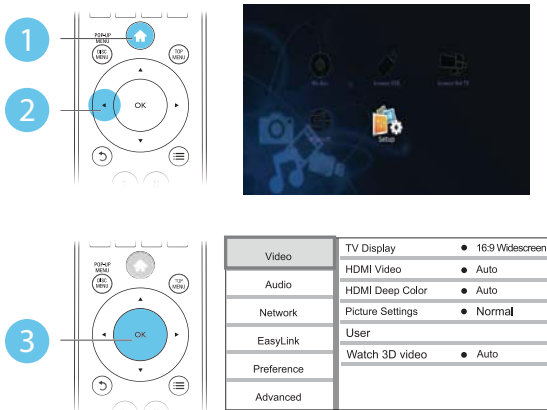 1
POP-UP
MENU
DISC
MENU
TOP
MENU
2
OK
Setup
POP-UP
MENU
DISC
MENU
TOP
MENU
3
OK
Video
Audio
Network
EasyLink
Preference
Advanced
TV Display ● 16:9 Widescreen
HDMI Video ● Auto
HDMI Deep Color ● Auto
Picture Settings ● Normal
User
Watch 3D video ● Auto